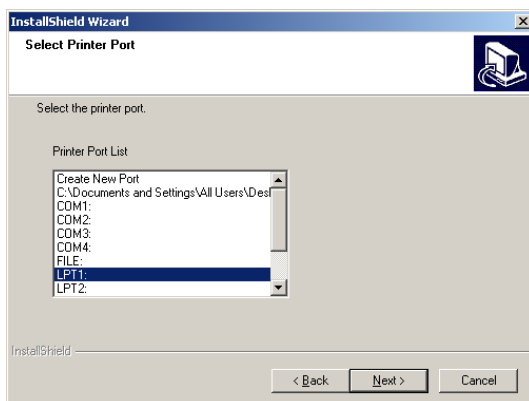 InstallShield Wizard
Select Printer Port
Select the printer port.
Printer Port List
Create New Port
C:\Documents and Settings\All Users\Desl
COM1:
COM2:
COM3:
COM4:
FILE:
LPT1:
LPT2:
InstallShield
< Back
Next >
Cancel